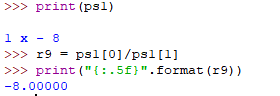 >>> print(ps1)
1 x - 8
>>> r9 = ps1[0]/ps1[1]
>>> print("{:.5f}".format(r9))
-8.00000